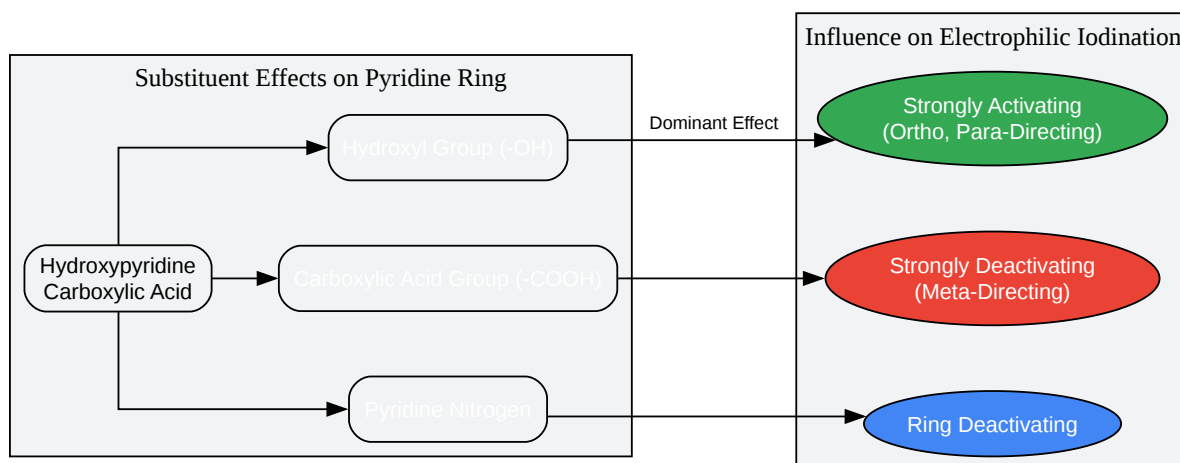 Substituent Effects on Pyridine Ring
Hydroxypyridine
Carboxylic Acid
Hydroxyl Group (-OH)
Carboxylic Acid Group (-COOH)
Pyridine Nitrogen
Dominant Effect
Influence on Electrophilic Iodination
Strongly Activating
(Ortho, Para-Directing)
Strongly Deactivating
(Meta-Directing)
Ring Deactivating